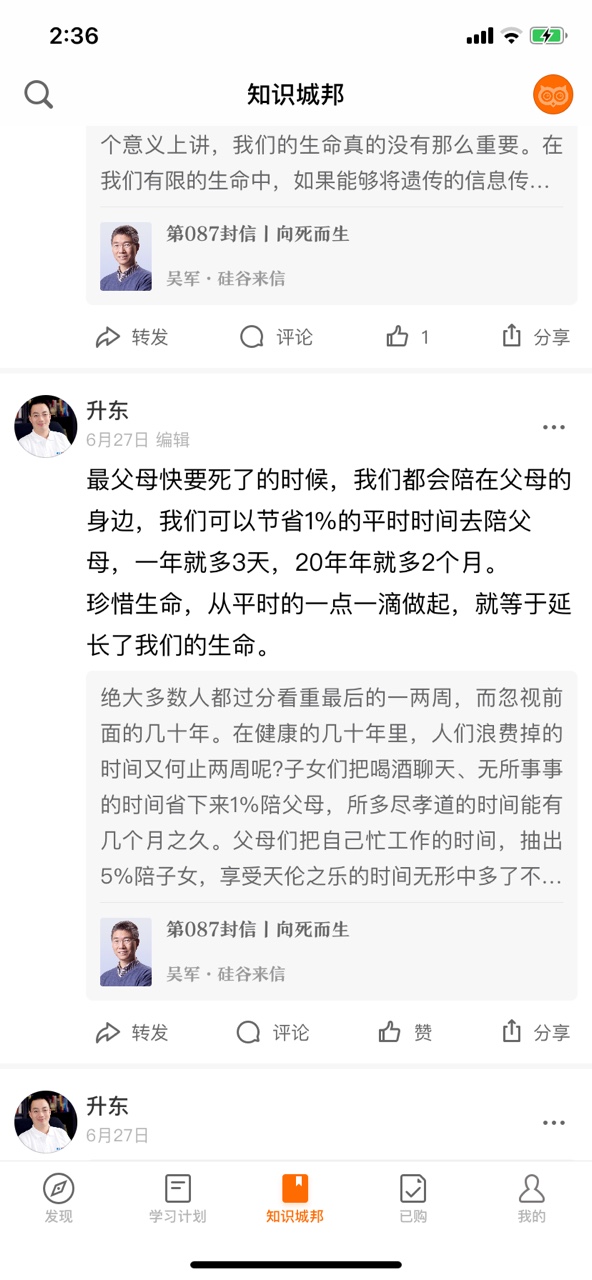 2:36
知识城邦
个意义上讲，我们的生命真的没有那么重要。在
我们有限的生命中，如果能够将遗传的信息传...
第087封信丨向死而生
吴军·硅谷来信
转发
评论
1
分享
升东
6月27日 编辑
最父母快要死了的时候，我们都会陪在父母的
身边，我们可以节省1%的平时时间去陪父
母，一年就多3天，20年年就多2个月。
珍惜生命，从平时的一点一滴做起，就等于延
长了我们的生命。
绝大多数人都过分看重最后的一两周，而忽视前
面的几十年。在健康的几十年里，人们浪费掉的
时间又何止两周呢?子女们把喝酒聊天、无所事事
的时间省下来1%陪父母，所多尽孝道的时间能有
几个月之久。父母们把自己忙工作的时间，抽出
5%陪子女，享受天伦之乐的时间无形中多了不...
第087封信丨向死而生
吴军·硅谷来信
转发
评论
赞
分享
升东
6月27日
发现
学习计划
知识城邦
已购
我的